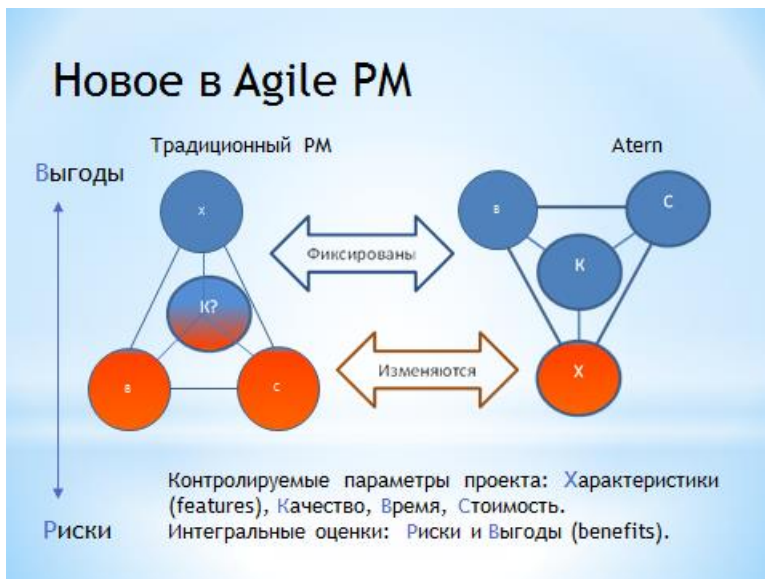 Новое в Agile PM
Традиционный PM
Atern
Выгоды
Х
В
С
Фиксированы
К
К?
Изменяются
В
С
Х
Контролируемые параметры проекта: Характеристики
(features), Качество, Время, Стоимость.
Риски
Интегральные оценки: Риски и Выгоды (benefits).